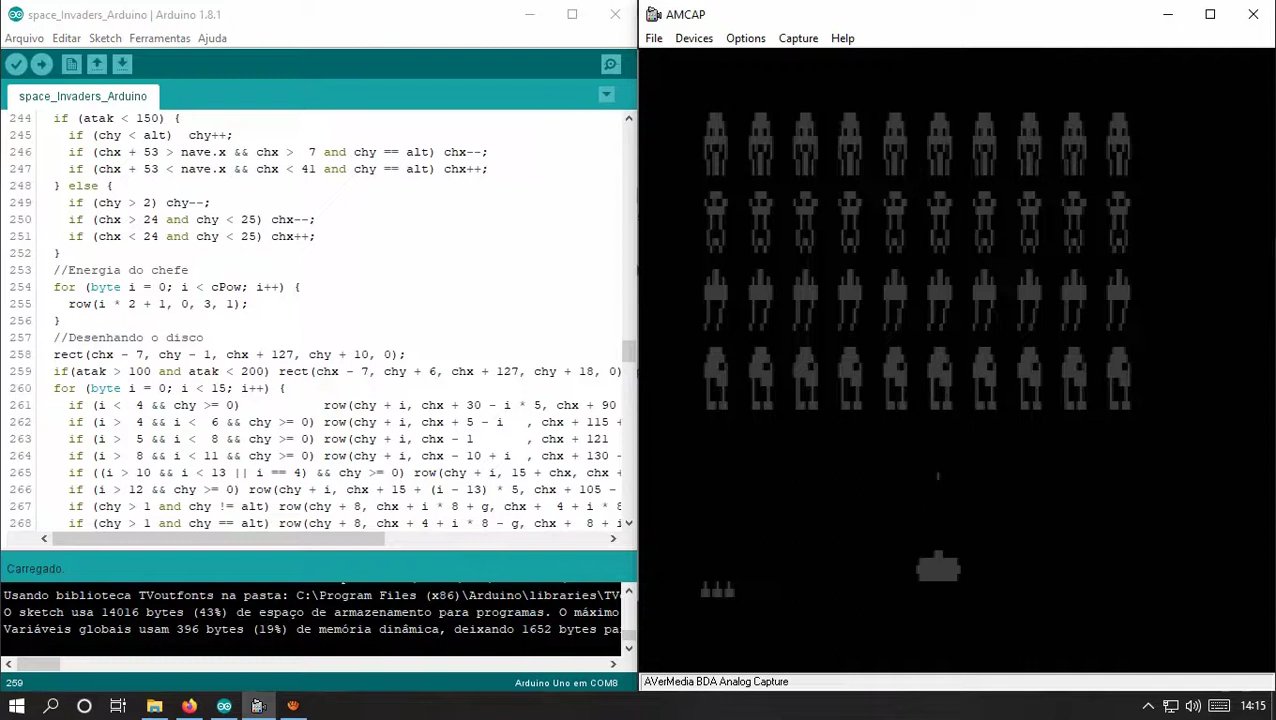 space_Invaders_Arduino | Arduino 1.8.1
Arquivo Editar Sketch Ferramentas Ajuda
space_Invaders_Arduino
244 if (atak < 150) {
245 if (chy < alt) chy++;
246 if (chx + 53 > nave.x && chx > 7 and chy == alt) chx--;
247 if (chx + 53 < nave.x && chx < 41 and chy == alt) chx++;
248 } else {
249 if (chy > 2) chy--;
250 if (chx > 24 and chy < 25) chx--;
251 if (chx < 24 and chy < 25) chx++;
252 }
253 //Energia do chefe
254 for (byte i = 0; i < cPow; i++) {
255 row(i * 2 + 1, 0, 3, 1);
256 }
257 //Desenhando o disco
258 rect(chx - 7, chy - 1, chx + 127, chy + 10, 0);
259 if(atak > 100 and atak < 200) rect(chx - 7, chy + 6, chx + 127, chy + 18, 0)
260 for (byte i = 0; i < 15; i++) {
261 if (i < 4 && chy >= 0) row(chy + i, chx + 30 - i * 5, chx + 90
262 if (i > 4 && i < 6 && chy >= 0) row(chy + i, chx + 5 - i , chx + 115 +
263 if (i > 5 && i < 8 && chy >= 0) row(chy + i, chx - 1 , chx + 121
264 if (i > 8 && i < 11 && chy >= 0) row(chy + i, chx - 10 + i , chx + 130 -
265 if ((i > 10 && i < 13 || i == 4) && chy >= 0) row(chy + i, 15 + chx, chx +
266 if (i > 12 && chy >= 0) row(chy + i, chx + 15 + (i - 13) * 5, chx + 105 -
267 if (chy > 1 and chy != alt) row(chy + 8, chx + i * 8 + g, chx + 4 + i * 8
268 if (chy > 1 and chy == alt) row(chy + 8, chx + 4 + i * 8 - g, chx + 8 + i
Carregado.
Usando biblioteca TVoutfonts na pasta: C:\Program Files (x86)\Arduino\libraries\TV
O sketch usa 14016 bytes (43%) de espaço de armazenamento para programas. O máximo
Variáveis globais usam 396 bytes (19%) de memória dinâmica, deixando 1652 bytes pa
259 Arduino Uno em COM8
AMCAP
File Devices Options Capture Help
AVerMedia BDA Analog Capture
14:15